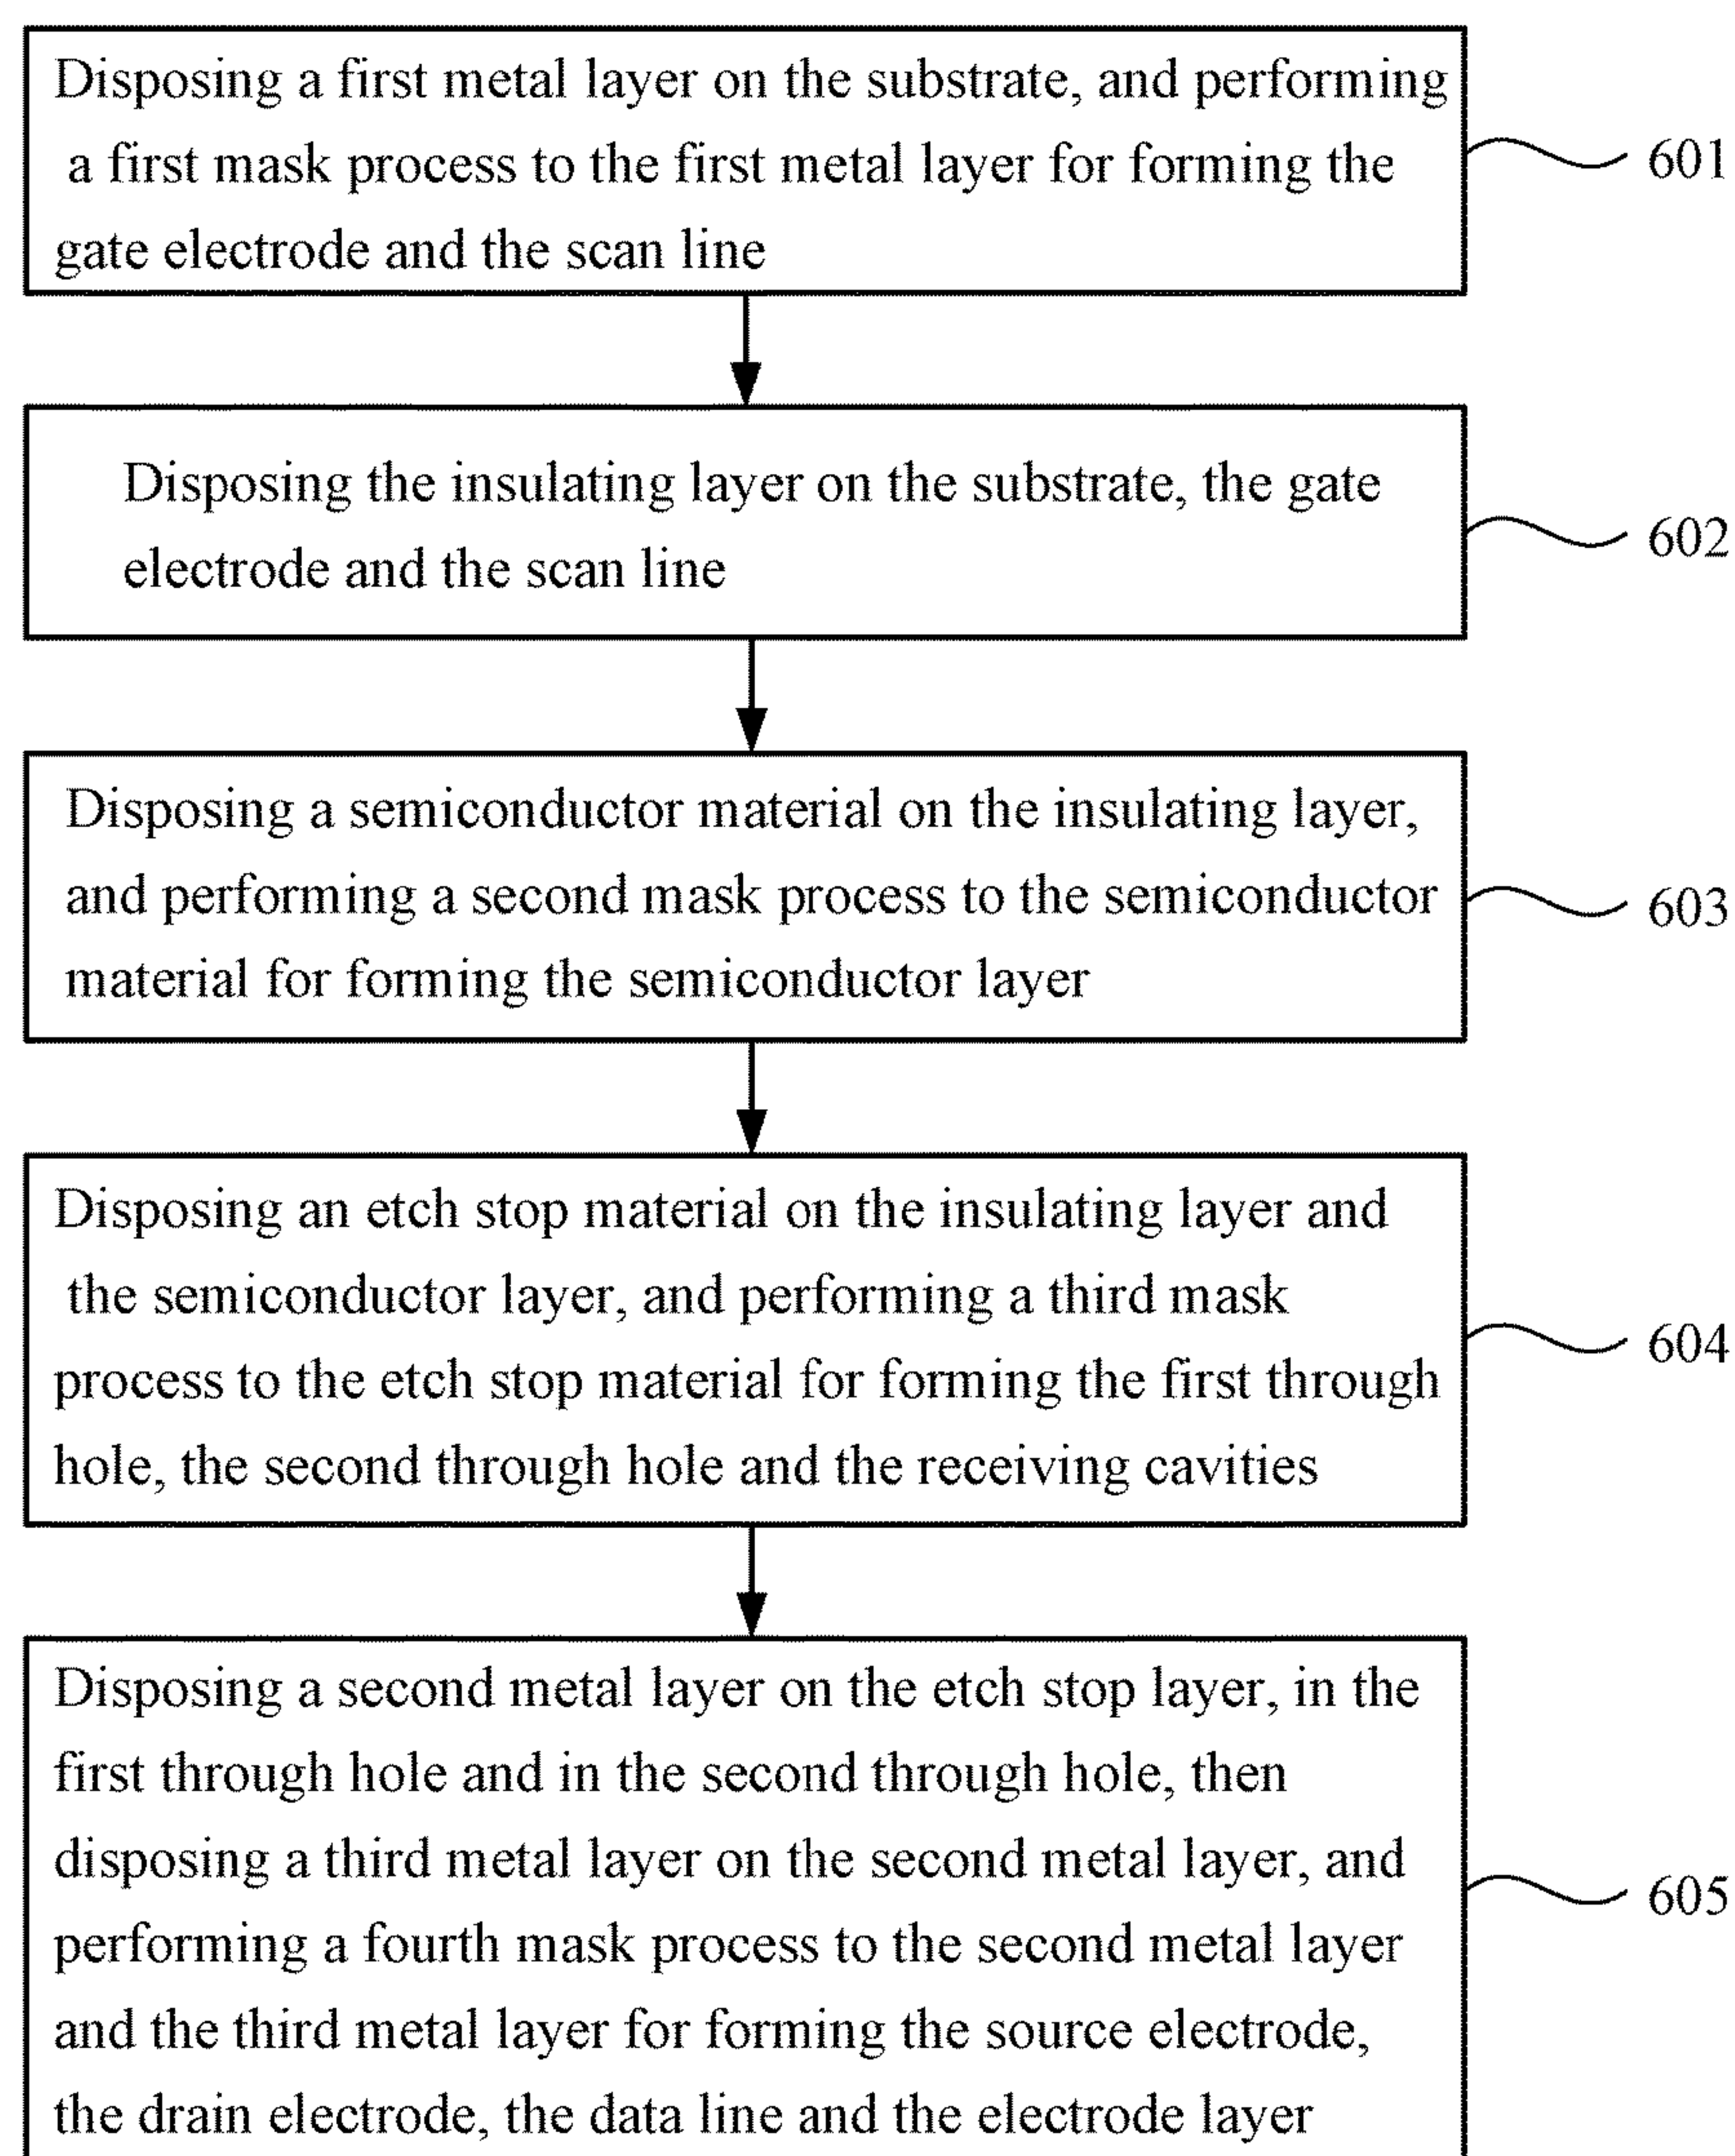 Disposing a first metal layer on the substrate, and performing
a first mask process to the first metal layer for forming the
gate electrode and the scan line
601
Disposing the insulating layer on the substrate, the gate
electrode and the scan line
602
Disposing a semiconductor material on the insulating layer,
and performing a second mask process to the semiconductor
material for forming the semiconductor layer
603
Disposing an etch stop material on the insulating layer and
the semiconductor layer, and performing a third mask
process to the etch stop material for forming the first through
hole, the second through hole and the receiving cavities
604
Disposing a second metal layer on the etch stop layer, in the
first through hole and in the second through hole, then
disposing a third metal layer on the second metal layer, and
performing a fourth mask process to the second metal layer
and the third metal layer for forming the source electrode,
the drain electrode, the data line and the electrode layer
605